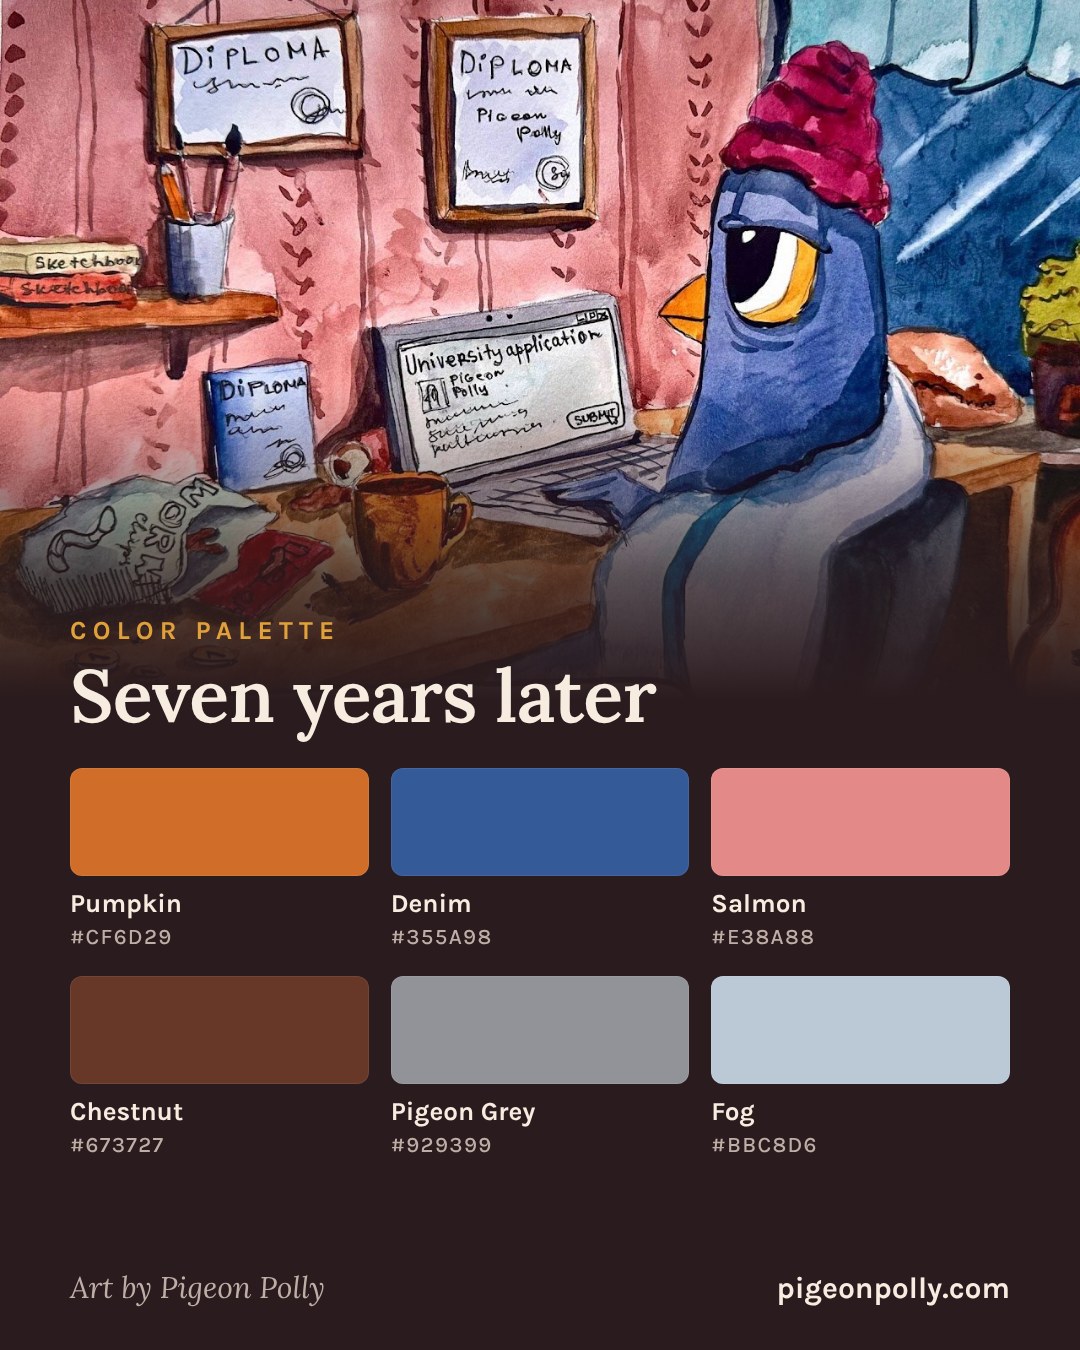 DiPLOMA
DiPLOMA
Pigeon
Polly
Sketchbook
Sketchbook
University application
Pigeon
Polly
SUBMIT
DiPLOMA
WORM
chips
COLOR PALETTE
Seven years later
Pumpkin
#CF6D29
Denim
#355A98
Salmon
#E38A88
Chestnut
#673727
Pigeon Grey
#929399
Fog
#BBC8D6
Art by Pigeon Polly
pigeonpolly.com